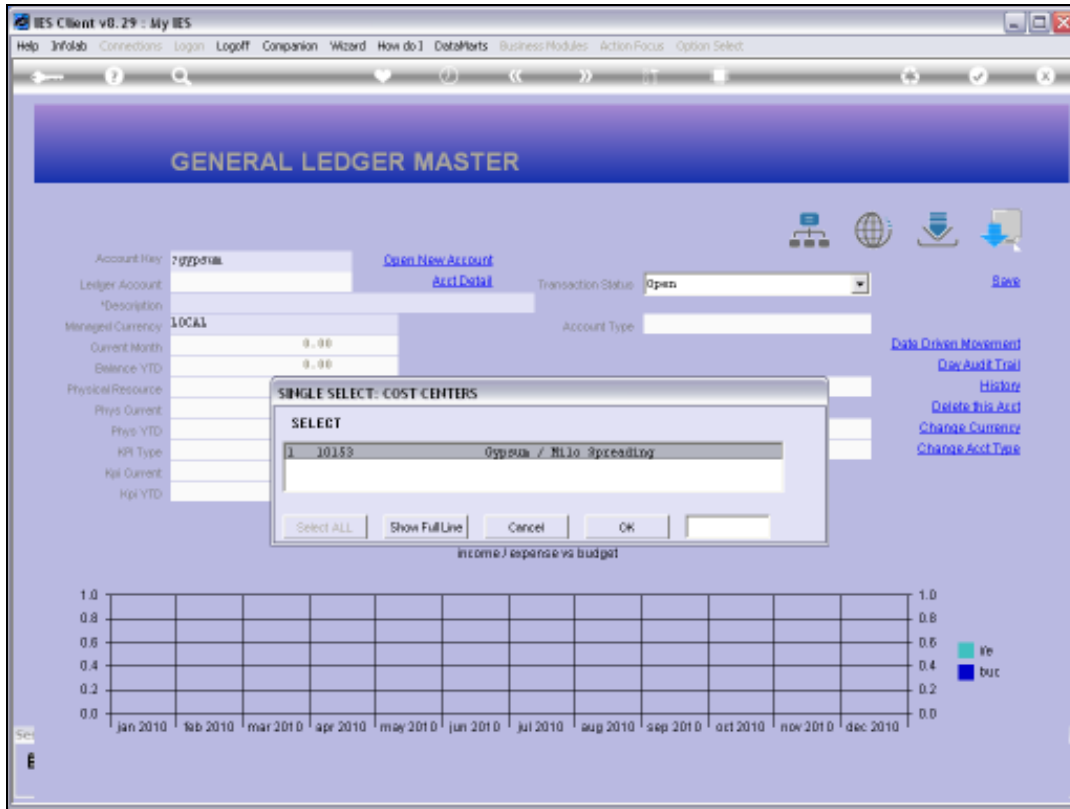 IES Client v8.29 : My IES
Help Infolab Connections Logon Logoff Companion Wizard How do I DataMarts Business Modules Action Focus Option Select
GENERAL LEDGER MASTER
Account Key ?gypsum Open New Account
Ledger Account Acct Detail Transaction Status Open Save
*Description
Managed Currency LOCAL Account Type
Current Month 0.00 Date Driven Movement
Balance YTD 0.00 Day Audit Trail
Physical Resource History
Phys Current Delete this Acct
Phys YTD Change Currency
KPI Type Change Acct Type
Kpi Current
Kpi YTD
SINGLE SELECT: COST CENTERS
SELECT
1 10153 Gypsum / Milo Spreading
Select ALL Show Full Line Cancel OK
income / expense vs budget
1.0 1.0
0.8 0.8
0.6 0.6
0.4 0.4
0.2 0.2
0.0 0.0
i/e
buc
jan 2010 feb 2010 mar 2010 apr 2010 may 2010 jun 2010 jul 2010 aug 2010 sep 2010 oct 2010 nov 2010 dec 2010